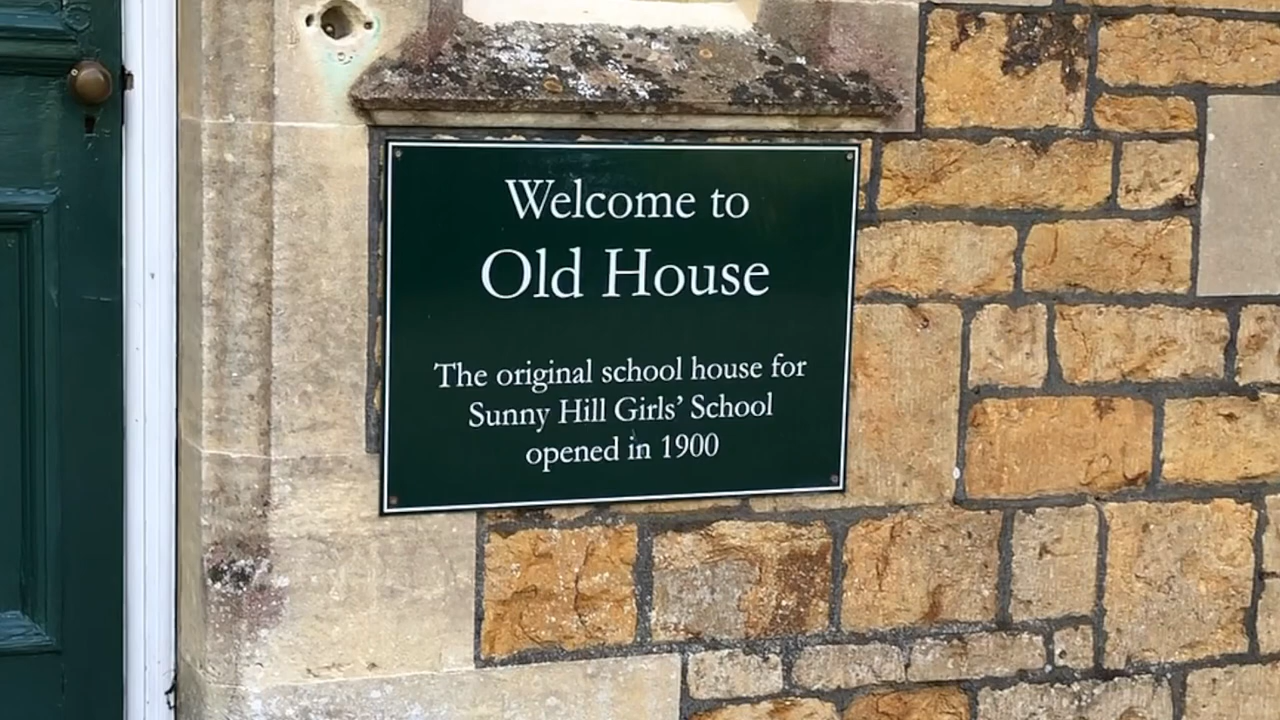 Welcome to
Old House
The original school house for
Sunny Hill Girls’ School
opened in 1900